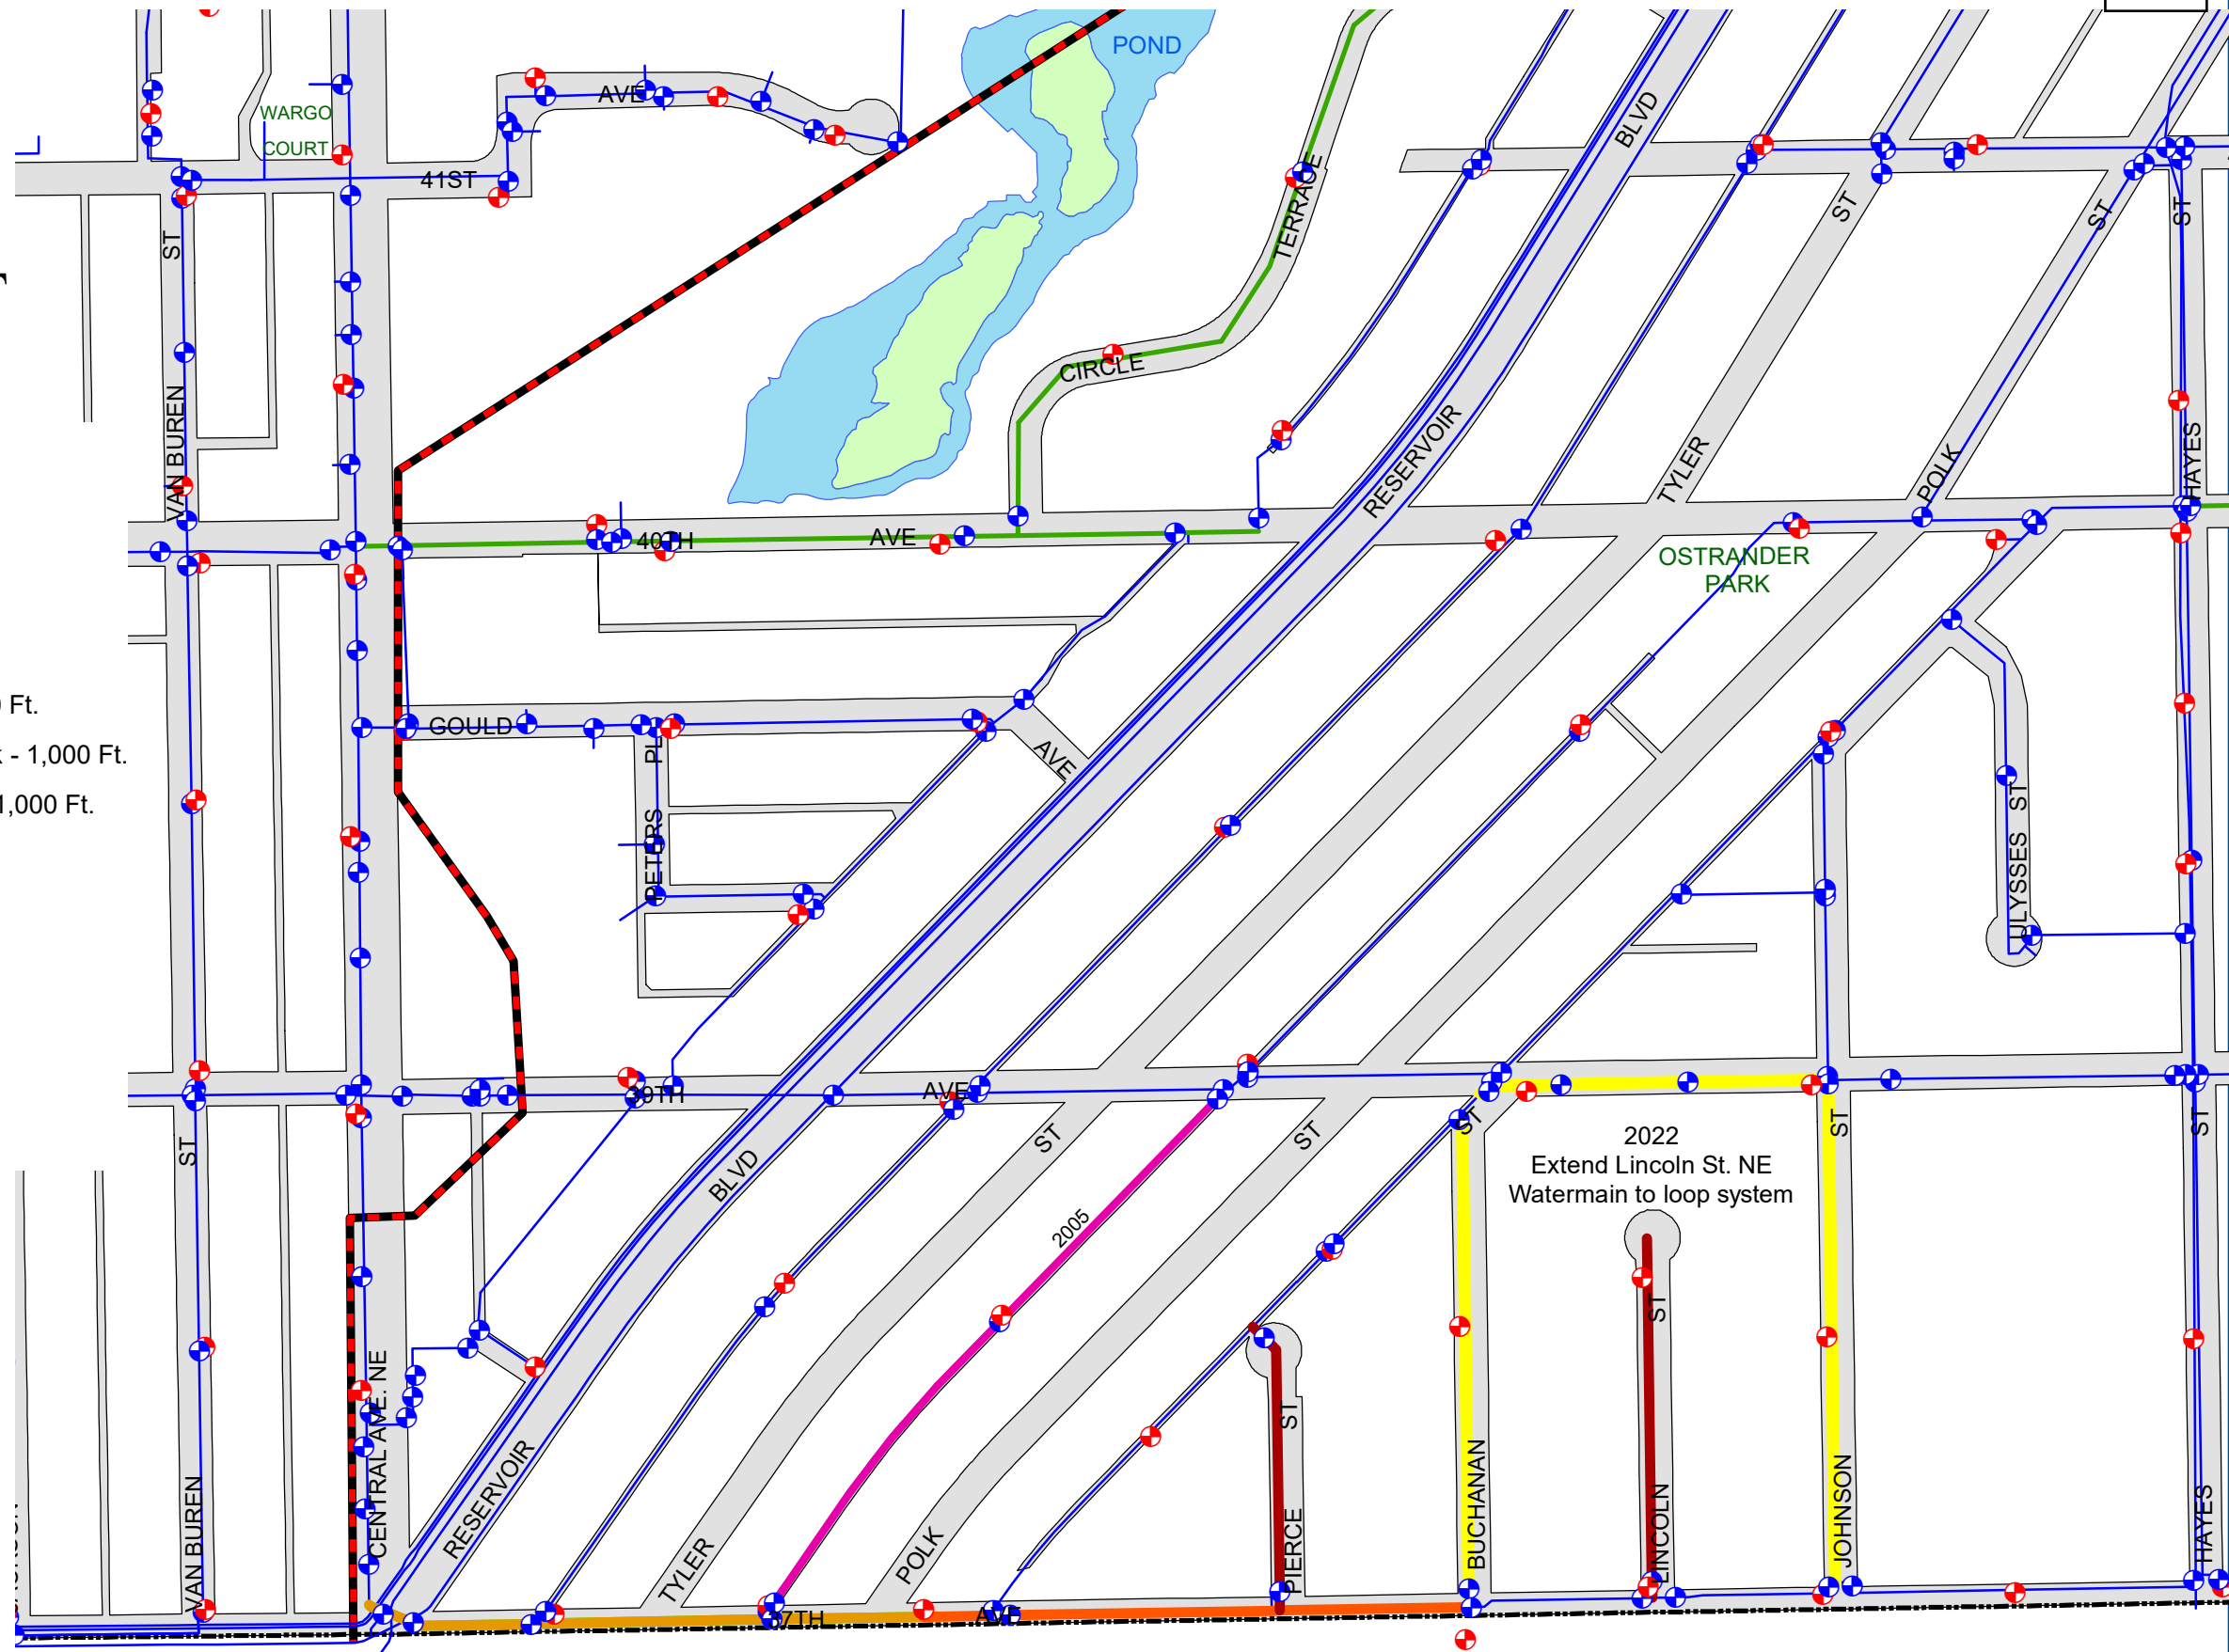 POND
WARGO
COURT
AVE
41ST
BLVD
TERRACE
ST
ST
ST
ST
CIRCLE
VAN BUREN
RESERVOIR
TYLER
POLK
HAYES
40TH
AVE
OSTRANDER
PARK
Ft.
- 1,000 Ft.
1,000 Ft.
GOULD
AVE
PL
PETERS
ULYSSES ST
39TH
AVE
ST
ST
ST
ST
ST
ST
BLVD
2022
Extend Lincoln St. NE
Watermain to loop system
2005
ST
ST
CENTRAL AVE. NE
RESERVOIR
VAN BUREN
TYLER
POLK
PIERCE
BUCHANAN
LINCOLN
JOHNSON
HAYES
37TH
AVE